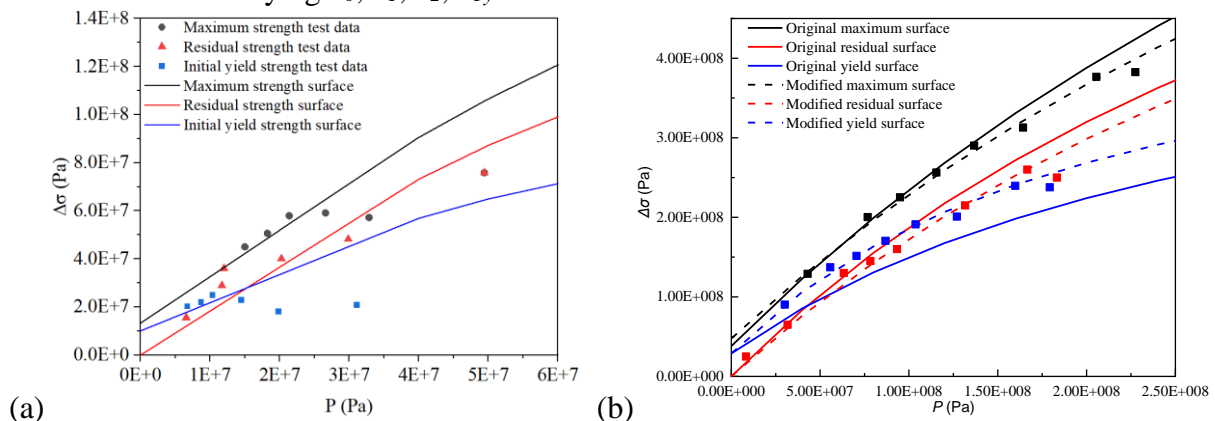 1.4E+8
1.2E+8
1.0E+8
8.0E+7
6.0E+7
4.0E+7
2.0E+7
0.0E+0
Δσ (Pa)
Maximum strength test data
Residual strength test data
Initial yield strength test data
Maximum strength surface
Residual strength surface
Initial yield strength surface
0E+0 1E+7 2E+7 3E+7 4E+7 5E+7 6E+7
P (Pa)
(a)
4.00E+008
3.00E+008
2.00E+008
1.00E+008
0.00E+000
Δσ (Pa)
Original maximum surface
Original residual surface
Original yield surface
Modified maximum surface
Modified residual surface
Modified yield surface
0.00E+000 5.00E+007 1.00E+008 1.50E+008 2.00E+008 2.50E+008
P (Pa)
(b)